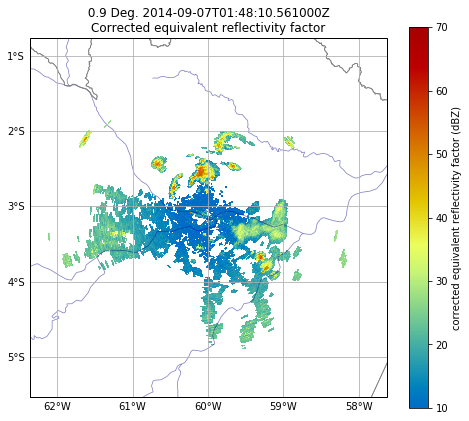 0.9 Deg. 2014-09-07T01:48:10.561000Z
Corrected equivalent reflectivity factor
1°S
2°S
3°S
4°S
5°S
62°W 61°W 60°W 59°W 58°W
70
60
50
40
30
20
10
corrected equivalent reflectivity factor (dBZ)